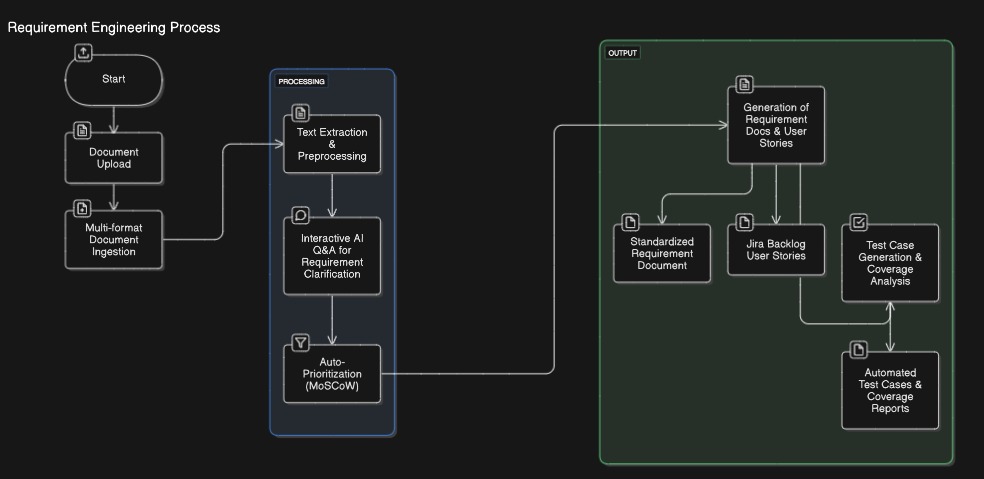 Requirement Engineering Process
Start
Document
Upload
Multi-format
Document
Ingestion
PROCESSING
Text Extraction
&
Preprocessing
Interactive AI
Q&A for
Requirement
Clarification
Auto-
Prioritization
(MoSCoW)
OUTPUT
Generation of
Requirement
Docs & User
Stories
Standardized
Requirement
Document
Jira Backlog
User Stories
Test Case
Generation &
Coverage
Analysis
Automated
Test Cases &
Coverage
Reports